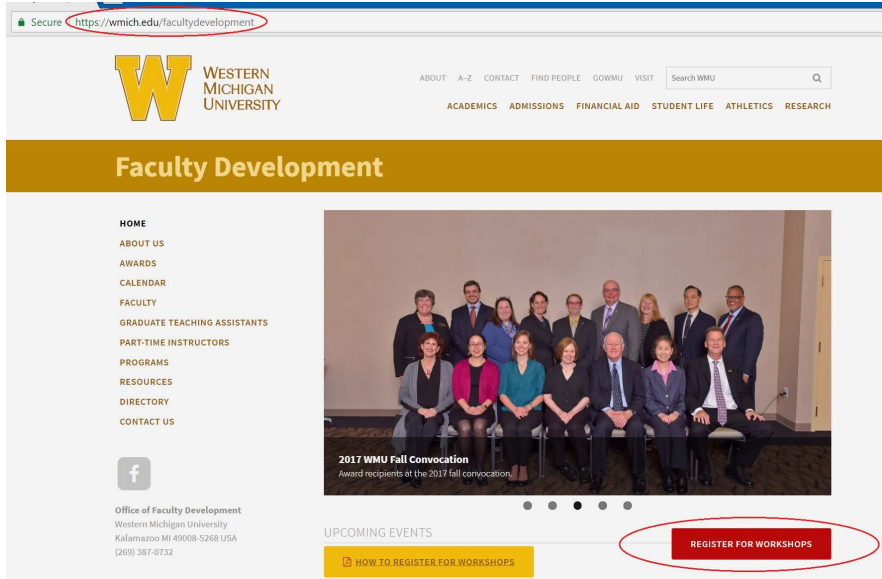 Secure https://wmich.edu/facultydevelopment
WESTERN
MICHIGAN
UNIVERSITY
ABOUT A-Z CONTACT FIND PEOPLE GOWMU VISIT Search WMU
ACADEMICS ADMISSIONS FINANCIAL AID STUDENT LIFE ATHLETICS RESEARCH
Faculty Development
HOME
ABOUT US
AWARDS
CALENDAR
FACULTY
GRADUATE TEACHING ASSISTANTS
PART-TIME INSTRUCTORS
PROGRAMS
RESOURCES
DIRECTORY
CONTACT US
2017 WMU Fall Convocation
Award recipients at the 2017 fall convocation.
f
Office of Faculty Development
Western Michigan University
Kalamazoo MI 49008-5268 USA
(269) 387-0732
UPCOMING EVENTS
REGISTER FOR WORKSHOPS
HOW TO REGISTER FOR WORKSHOPS